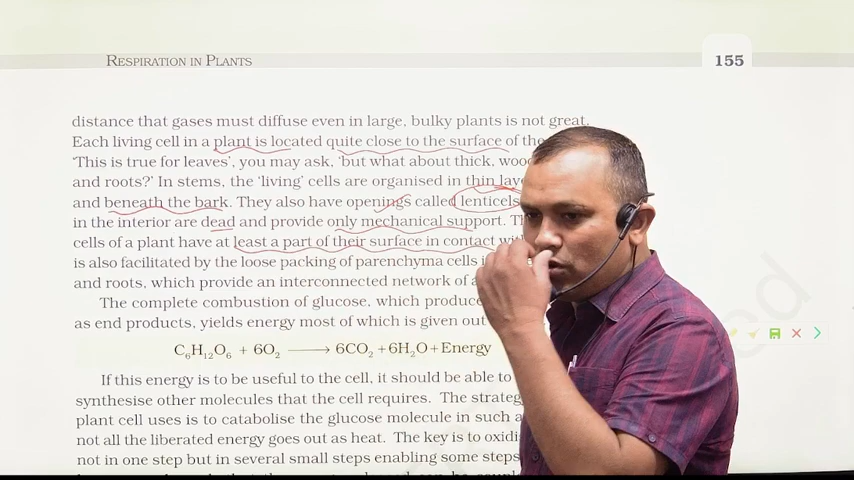 RESPIRATION IN PLANTS
155
distance that gases must diffuse even in large, bulky plants is not great.
Each living cell in a plant is located quite close to the surface of the
‘This is true for leaves’, you may ask, ‘but what about thick,
and roots?’ In stems, the ‘living’ cells are organised in thin
and beneath the bark. They also have openings called lenticels
in the interior are dead and provide only mechanical support.
cells of a plant have at least a part of their surface in contact
is also facilitated by the loose packing of parenchyma cells
and roots, which provide an interconnected network of
The complete combustion of glucose, which
as end products, yields energy most of which is given out
C₆H₁₂O₆ + 6O₂ ⟶ 6CO₂ + 6H₂O + Energy
If this energy is to be useful to the cell, it should be able to
synthesise other molecules that the cell requires. The
plant cell uses is to catabolise the glucose molecule in such
not all the liberated energy goes out as heat. The key is to
not in one step but in several small steps enabling some steps